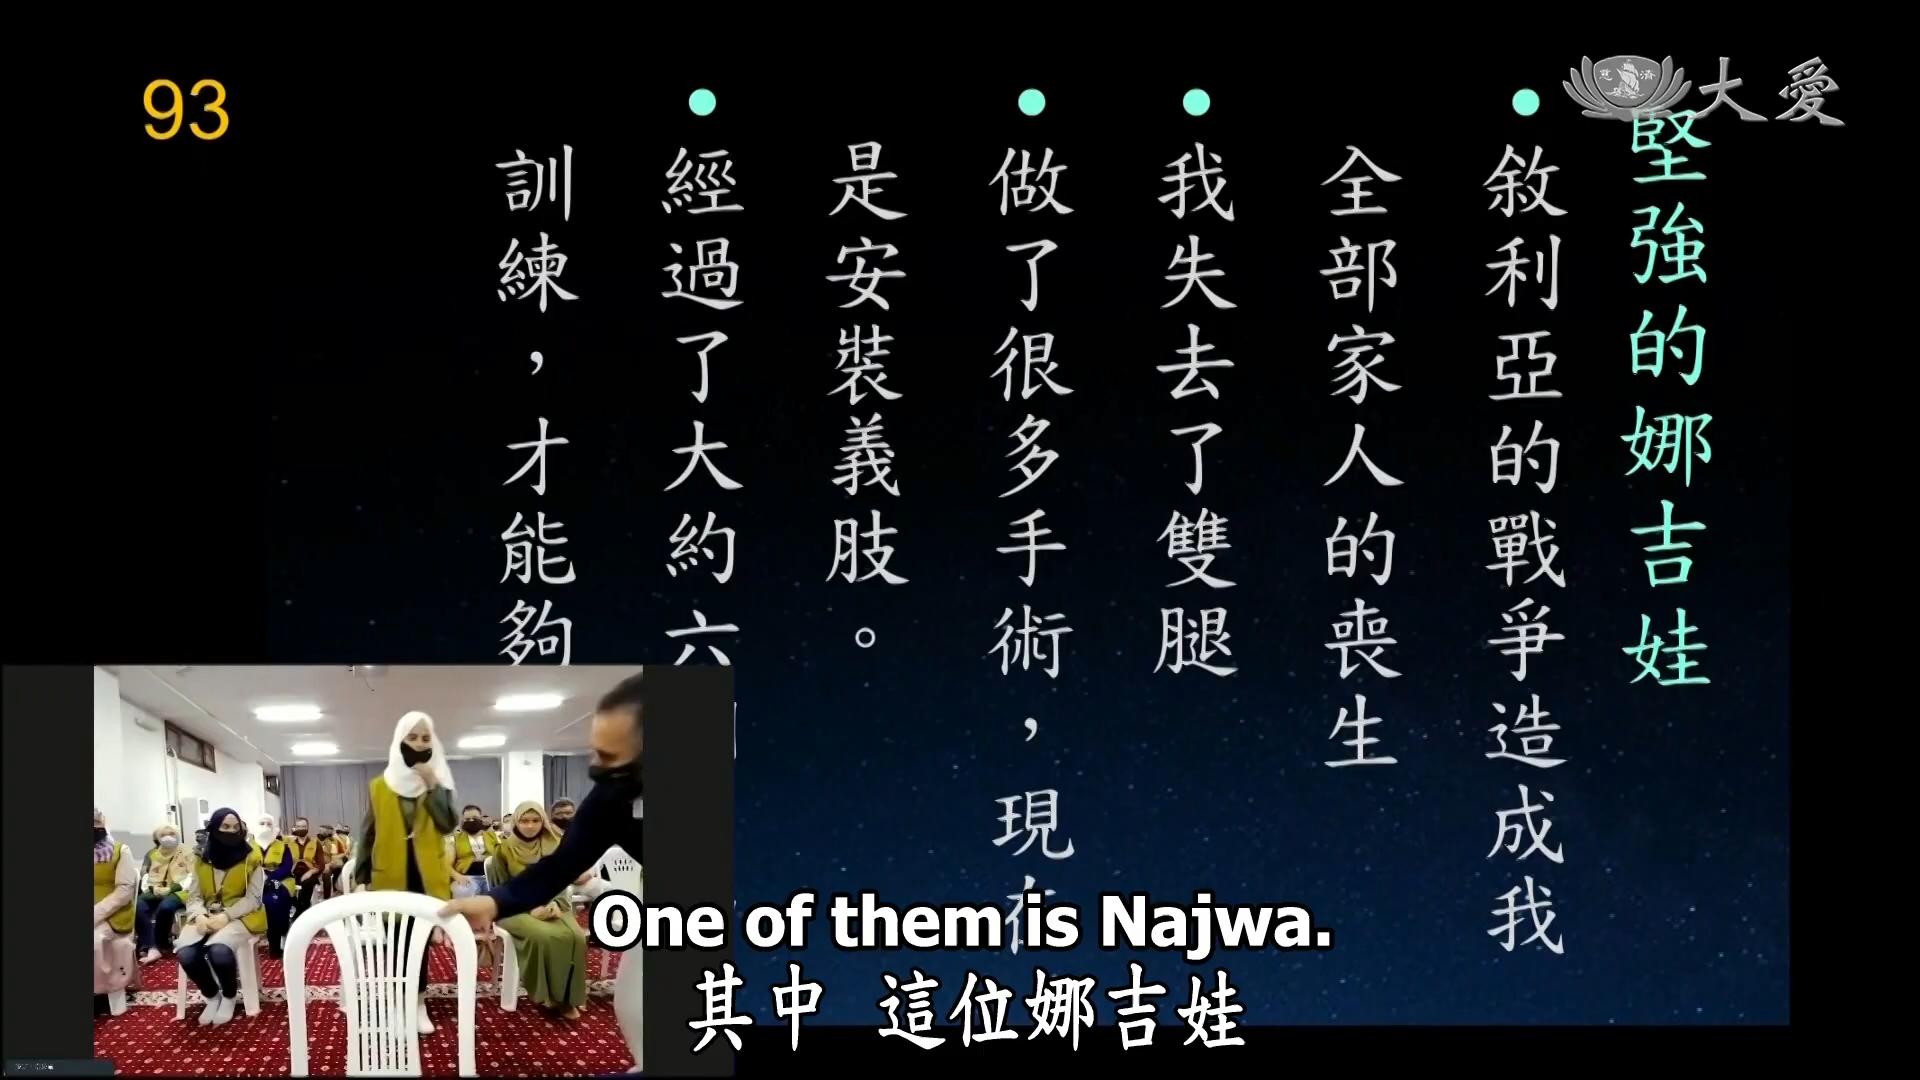 93
大愛
慈濟
堅強的娜吉娃
敘利亞的戰爭造成我
全部家人的喪生
我失去了雙腿
做了很多手術，現在
是安裝義肢。
經過了大約六
訓練，才能夠
One of them is Najwa.
其中 這位娜吉娃